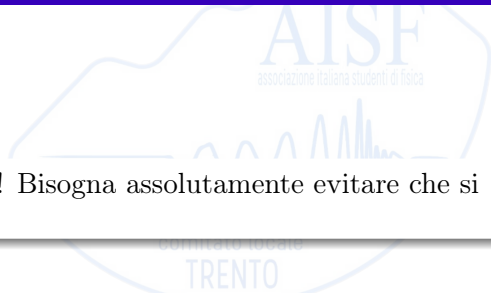 AISF
associazione italiana studenti di fisica
! Bisogna assolutamente evitare che si
comitato locale
TRENTO